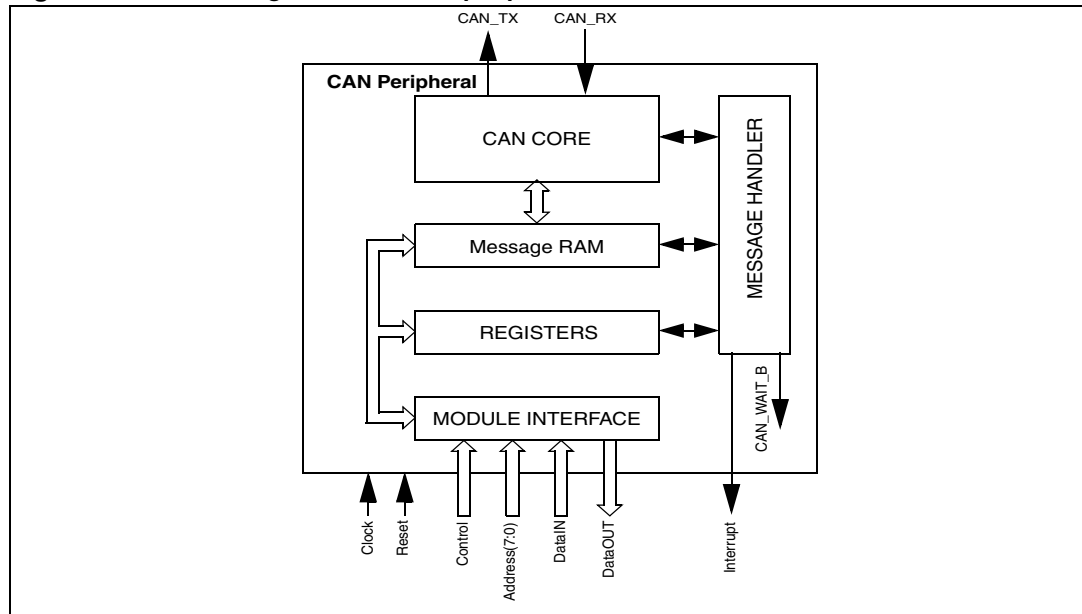 CAN_TX
CAN_RX
CAN Peripheral
CAN CORE
MESSAGE HANDLER
Message RAM
REGISTERS
MODULE INTERFACE
CAN_WAIT_B
Clock
Reset
Control
Address(7:0)
DataIN
DataOUT
Interrupt